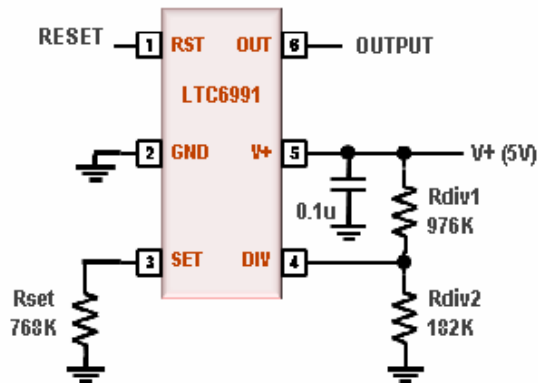 RESET
1 RST OUT 6
OUTPUT
LTC6991
2 GND V+ 5
V+ (5V)
0.1u
Rdiv1
976K
3 SET DIV 4
Rset
768K
Rdiv2
182K